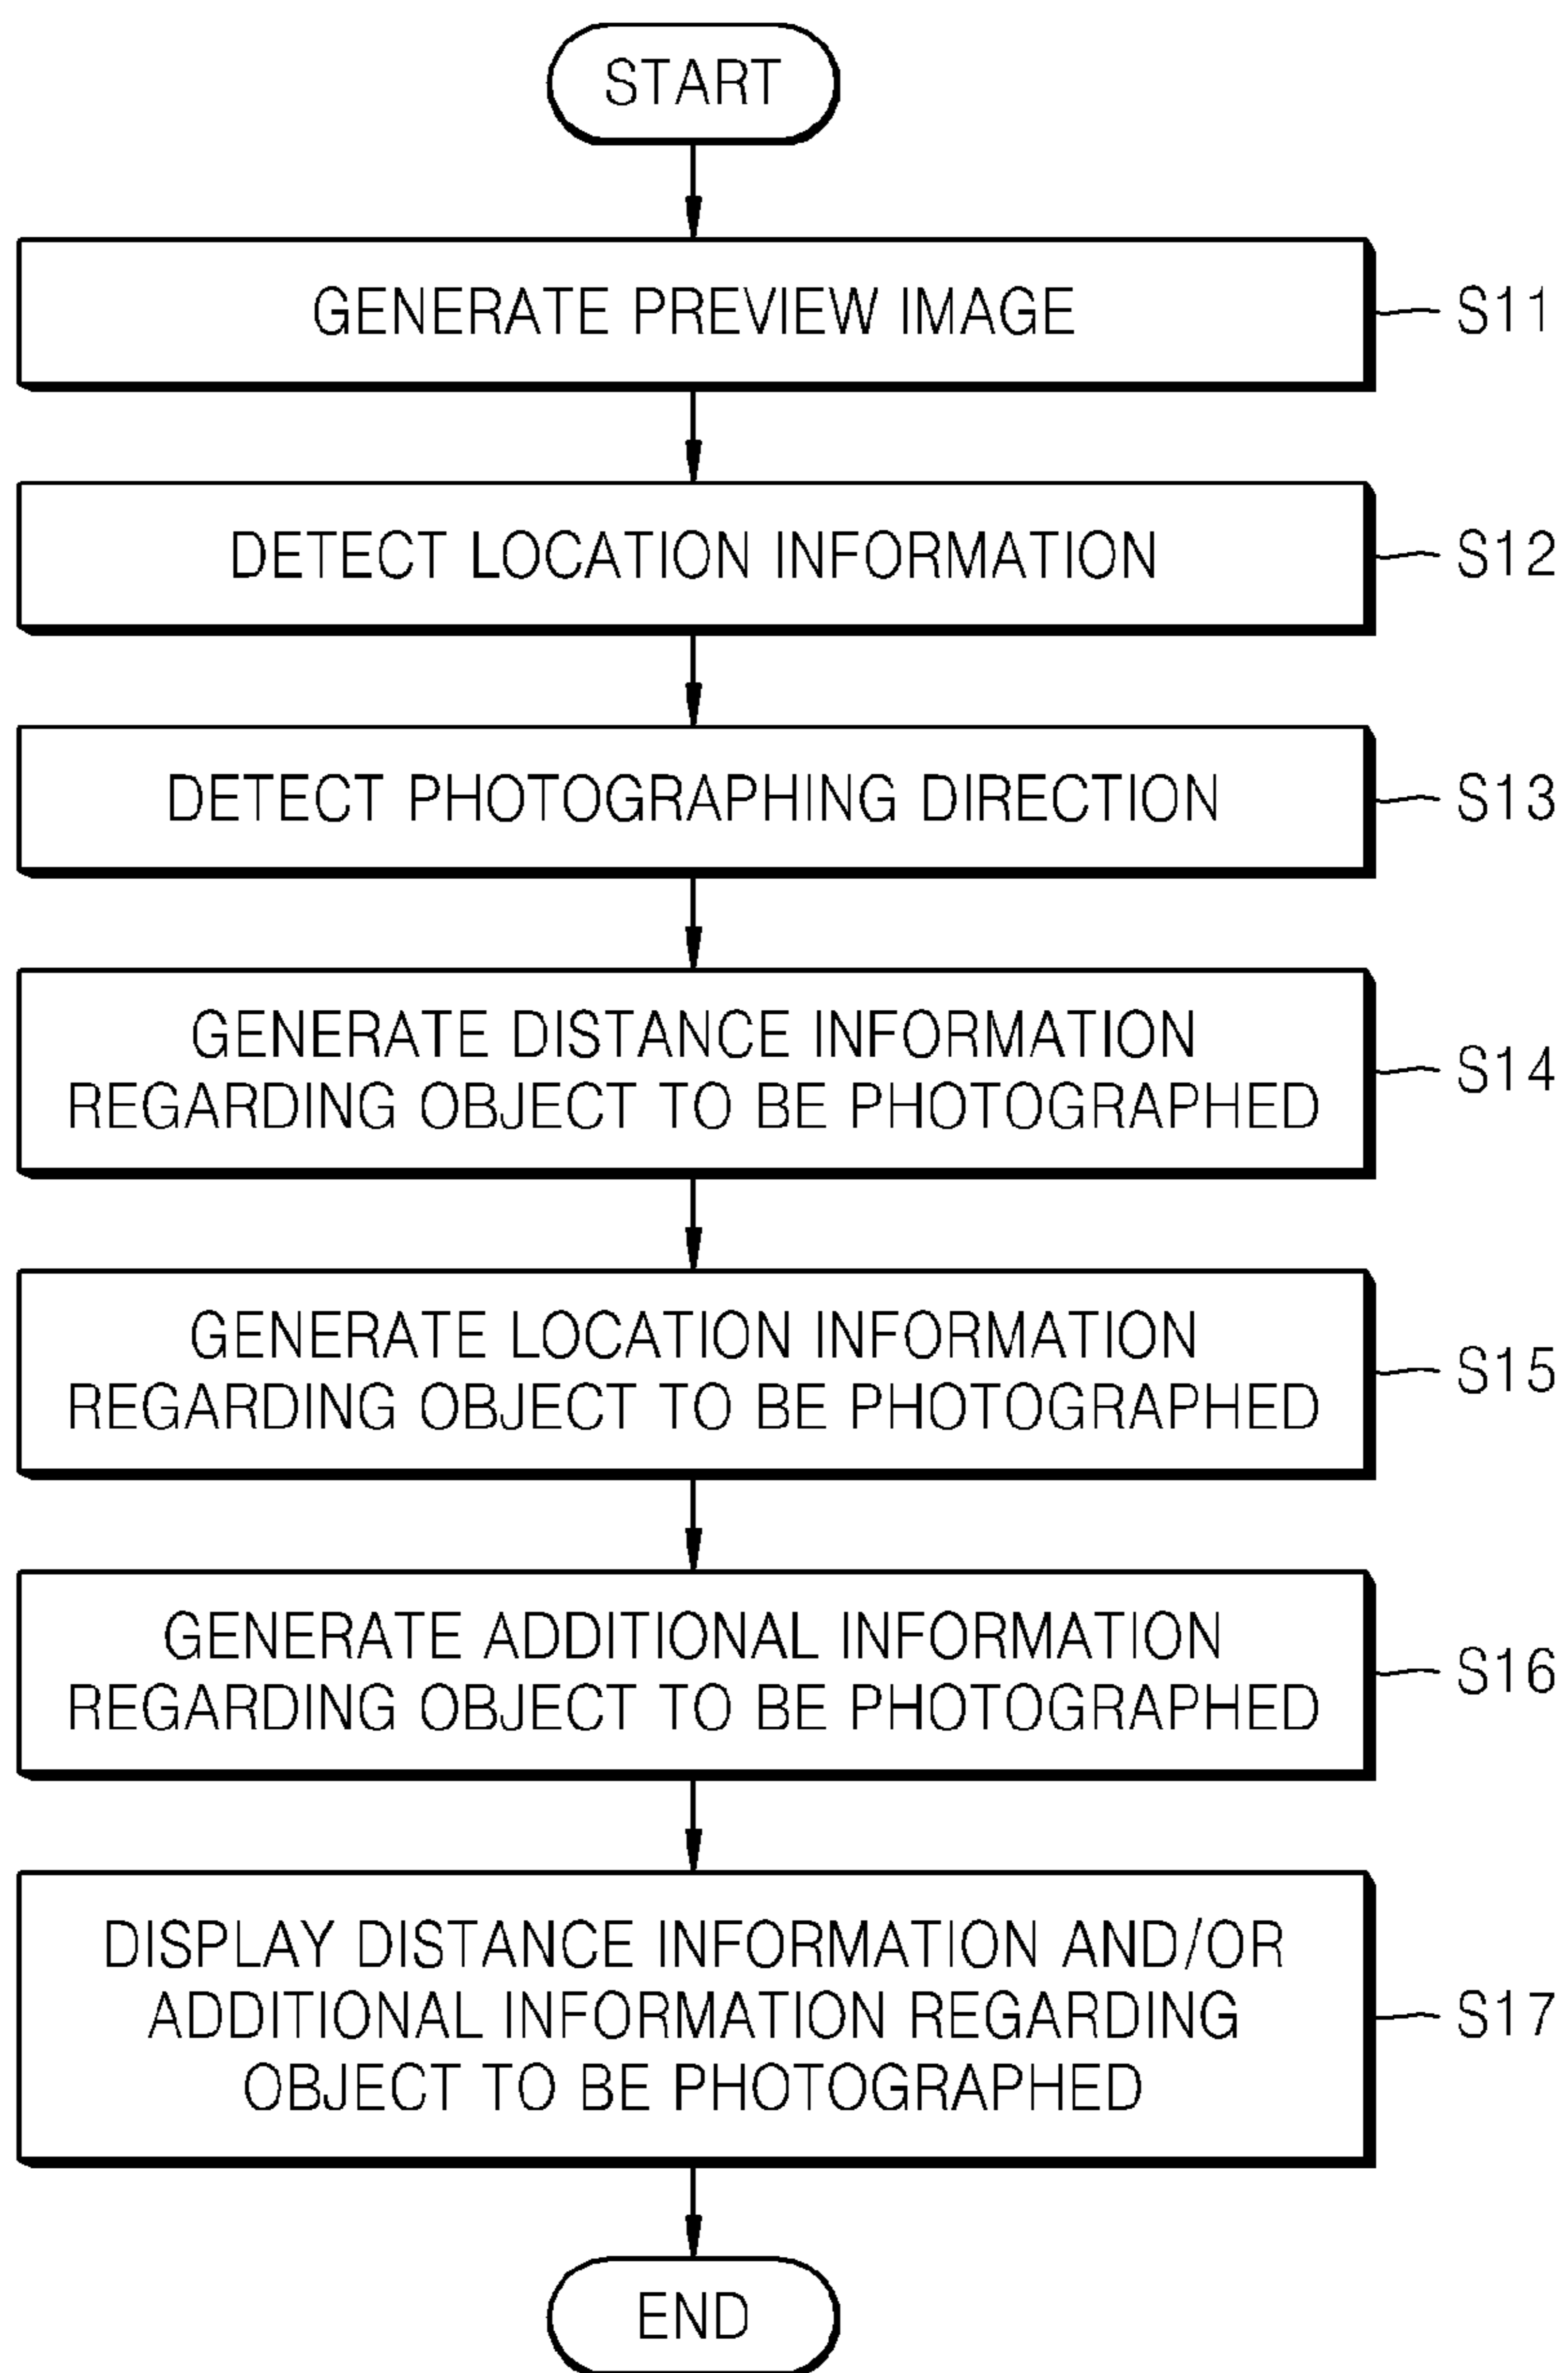 START
GENERATE PREVIEW IMAGE
S11
DETECT LOCATION INFORMATION
S12
DETECT PHOTOGRAPHING DIRECTION
S13
GENERATE DISTANCE INFORMATION
REGARDING OBJECT TO BE PHOTOGRAPHED
S14
GENERATE LOCATION INFORMATION
REGARDING OBJECT TO BE PHOTOGRAPHED
S15
GENERATE ADDITIONAL INFORMATION
REGARDING OBJECT TO BE PHOTOGRAPHED
S16
DISPLAY DISTANCE INFORMATION AND/OR
ADDITIONAL INFORMATION REGARDING
OBJECT TO BE PHOTOGRAPHED
S17
END